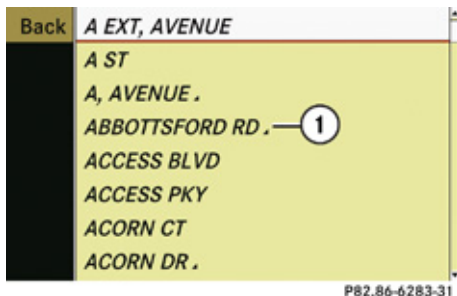 Back A EXT, AVENUE
A ST
A, AVENUE .
ABBOTTSFORD RD . 1
ACCESS BLVD
ACCESS PKY
ACORN CT
ACORN DR .
P82.86-6283-31